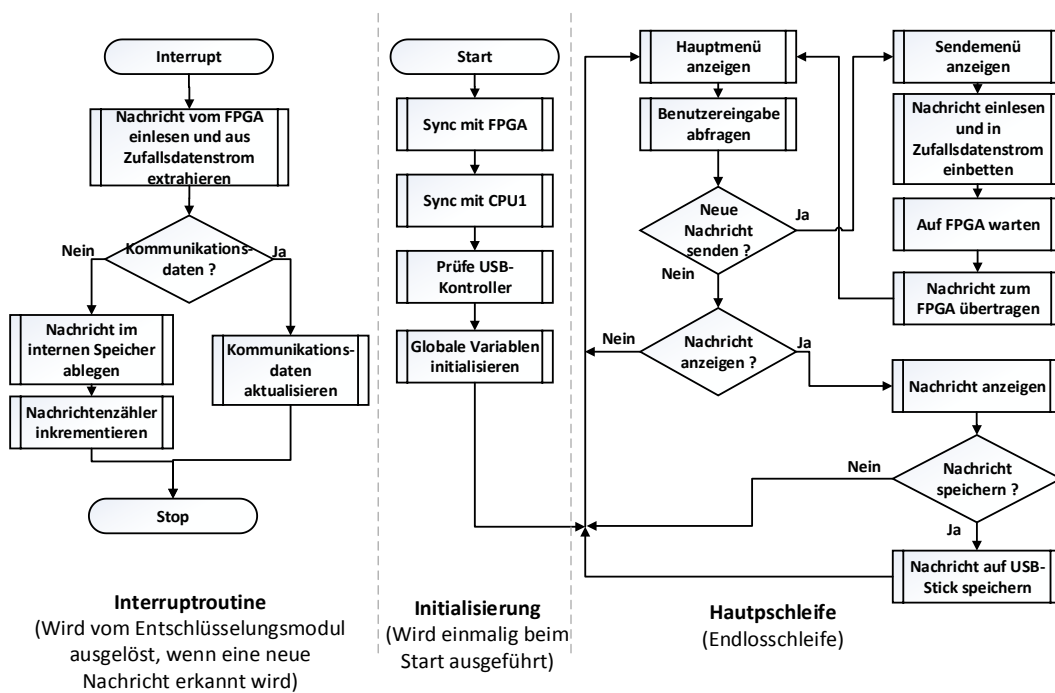 Interrupt
Nachricht vom FPGA
einlesen und aus
Zufallsdatenstrom
extrahieren
Kommunikations-
daten ?
Nein
Ja
Nachricht im
internen Speicher
ablegen
Nachrichtenzähler
inkrementieren
Kommunikations-
daten
aktualisieren
Stop
Interruptroutine
(Wird vom Entschlüsselungsmodul
ausgelöst, wenn eine neue
Nachricht erkannt wird)
Start
Sync mit FPGA
Sync mit CPU1
Prüfe USB-
Kontroller
Globale Variablen
initialisieren
Initialisierung
(Wird einmalig beim
Start ausgeführt)
Hauptmenü
anzeigen
Benutzereingabe
abfragen
Neue
Nachricht
senden ?
Ja
Nein
Nachricht
anzeigen ?
Nein
Ja
Sendemenü
anzeigen
Nachricht einlesen
und in
Zufallsdatenstrom
einbetten
Auf FPGA warten
Nachricht zum
FPGA übertragen
Nachricht anzeigen
Nachricht
speichern ?
Nein
Ja
Nachricht auf USB-
Stick speichern
Hautpschleife
(Endlosschleife)